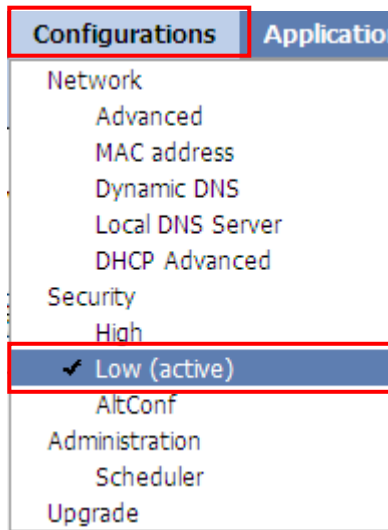 Configurations Application
Network
Advanced
MAC address
Dynamic DNS
Local DNS Server
DHCP Advanced
Security
High
✔ Low (active)
AltConf
Administration
Scheduler
Upgrade